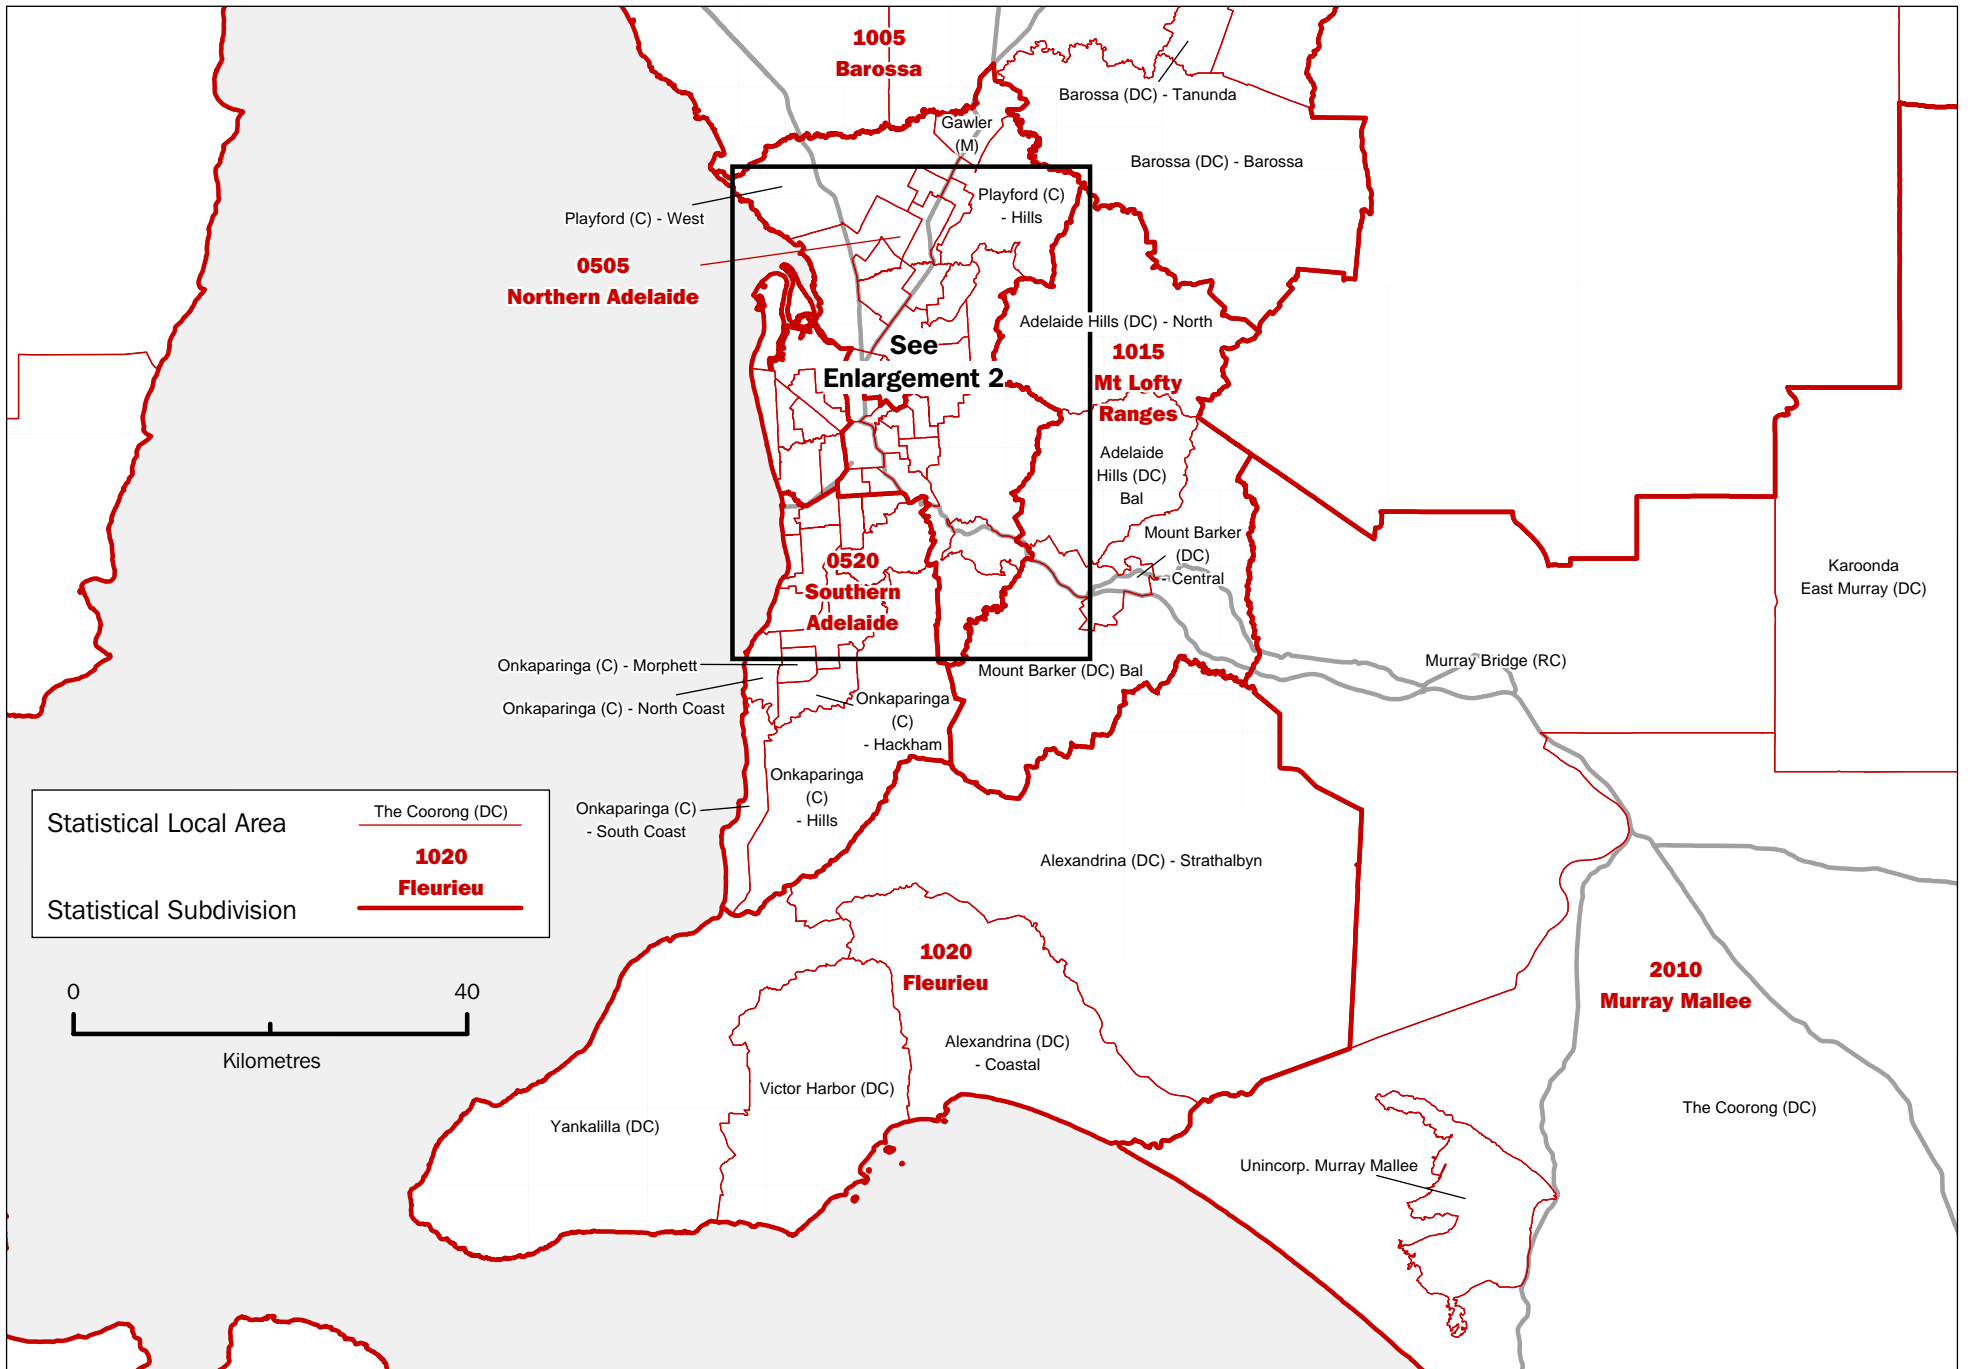 1005
Barossa
Barossa (DC) - Tanunda
Gawler
(M)
Barossa (DC) - Barossa
Playford (C)
- Hills
Playford (C) - West
0505
Northern Adelaide
Adelaide Hills (DC) - North
See
Enlargement 2
1015
Mt Lofty
Ranges
Adelaide
Hills (DC)
Bal
Mount Barker
(DC)
- Central
0520
Southern
Adelaide
Karoonda
East Murray (DC)
Onkaparinga (C) - Morphett
Mount Barker (DC) Bal
Murray Bridge (RC)
Onkaparinga (C) - North Coast
Onkaparinga
(C)
- Hackham
Onkaparinga
(C)
- Hills
Onkaparinga (C)
- South Coast
Statistical Local Area
The Coorong (DC)
1020
Fleurieu
Statistical Subdivision
Alexandrina (DC) - Strathalbyn
1020
Fleurieu
2010
Murray Mallee
0
40
Kilometres
Alexandrina (DC)
- Coastal
Victor Harbor (DC)
Yankalilla (DC)
The Coorong (DC)
Unincorp. Murray Mallee